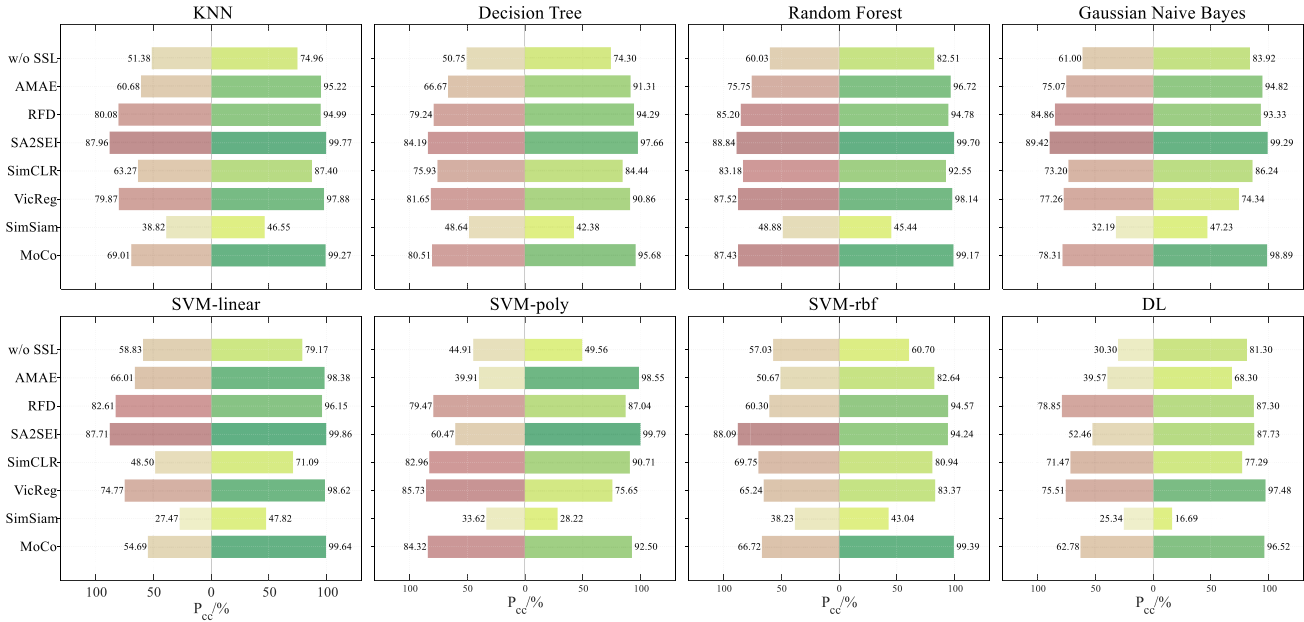 KNN
Decision Tree
Random Forest
Gaussian Naive Bayes
w/o SSL 51.38 74.96 50.75 74.30 60.03 82.51 61.00 83.92
AMAE 60.68 95.22 66.67 91.31 75.75 96.72 75.07 94.82
RFD 80.08 94.99 79.24 94.29 85.20 94.78 84.86 93.33
SA2SEI 87.96 99.77 84.19 97.66 88.84 99.70 89.42 99.29
SimCLR 63.27 87.40 75.93 84.44 83.18 92.55 73.20 86.24
VicReg 79.87 97.88 81.65 90.86 87.52 98.14 77.26 74.34
SimSiam 38.82 46.55 48.64 42.38 48.88 45.44 32.19 47.23
MoCo 69.01 99.27 80.51 95.68 87.43 99.17 78.31 98.89
SVM-linear
SVM-poly
SVM-rbf
DL
w/o SSL 58.83 79.17 44.91 49.56 57.03 60.70 30.30 81.30
AMAE 66.01 98.38 39.91 98.55 50.67 82.64 39.57 68.30
RFD 82.61 96.15 79.47 87.04 60.30 94.57 78.85 87.30
SA2SEI 87.71 99.86 60.47 99.79 88.09 94.24 52.46 87.73
SimCLR 48.50 71.09 82.96 90.71 69.75 80.94 71.47 77.29
VicReg 74.77 98.62 85.73 75.65 65.24 83.37 75.51 97.48
SimSiam 27.47 47.82 33.62 28.22 38.23 43.04 25.34 16.69
MoCo 54.69 99.64 84.32 92.50 66.72 99.39 62.78 96.52
100 50 0 50 100 100 50 0 50 100 100 50 0 50 100 100 50 0 50 100
Pcc/% Pcc/% Pcc/% Pcc/%